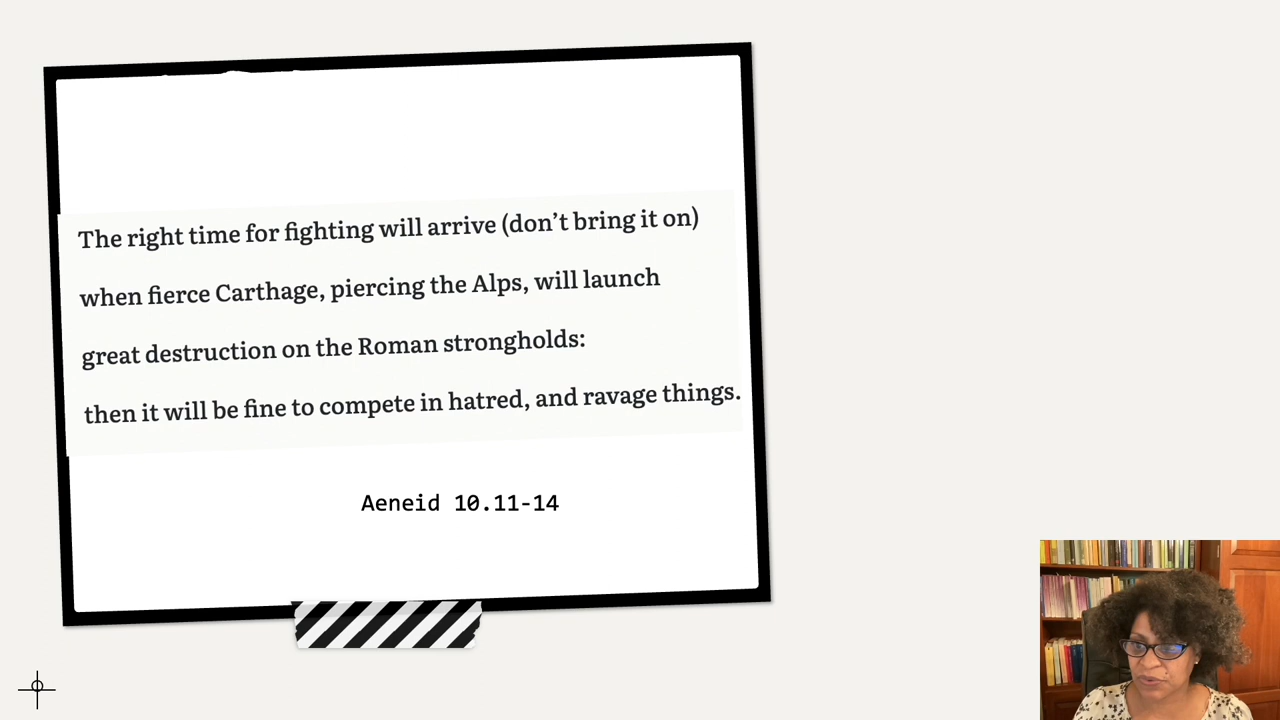 The right time for fighting will arrive (don’t bring it on)
when fierce Carthage, piercing the Alps, will launch
great destruction on the Roman strongholds:
then it will be fine to compete in hatred, and ravage things.
Aeneid 10.11-14